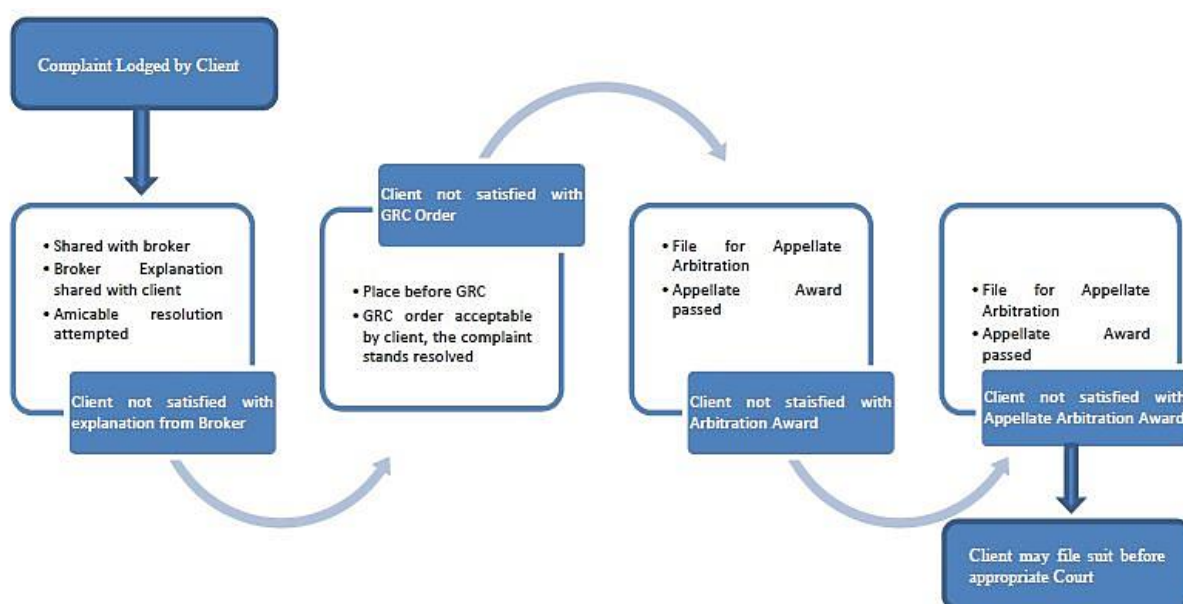 Complaint Lodged by Client
• Shared with broker
• Broker Explanation
shared with client
• Amicable resolution
attempted
Client not satisfied with
explanation from Broker
Client not satisfied with
GRC Order
• Place before GRC
• GRC order acceptable
by client, the complaint
stands resolved
• File for Appellate
Arbitration
• Appellate Award
passed
Client not staisfied with
Arbitration Award
• File for Appellate
Arbitration
• Appellate Award
passed
Client not satisfied with
Appellate Arbitration Award
Client may file suit before
appropriate Court